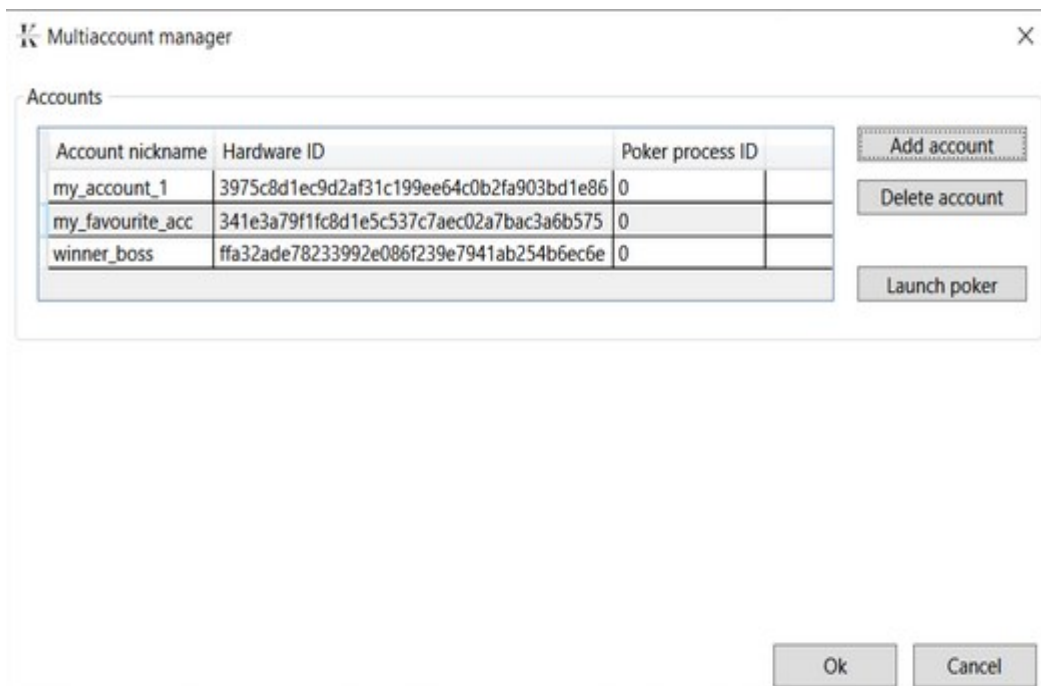 Multiaccount manager
Accounts
Account nickname Hardware ID Poker process ID
Add account
my_account_1 3975c8d1ec9d2af31c199ee64c0b2fa903bd1e86 0
Delete account
my_favourite_acc 341e3a79f1fc8d1e5c537c7aec02a7bac3a6b575 0
winner_boss ffa32ade78233992e086f239e7941ab254b6ec6e 0
Launch poker
Ok Cancel